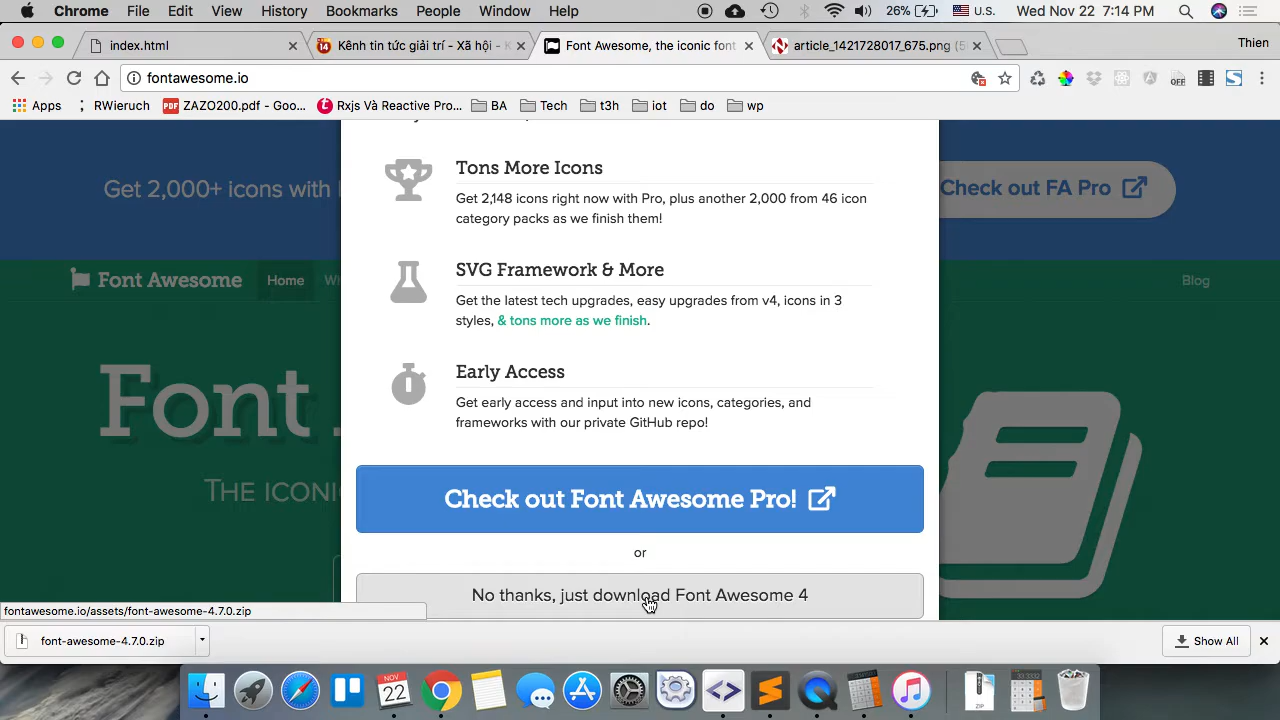 Chrome File Edit View History Bookmarks People Window Help 26% U.S. Wed Nov 22 7:14 PM
index.html
Kênh tin tức giải trí - Xã hội - K
Font Awesome, the iconic font
article_1421728017_675.png (5
Thien
fontawesome.io
Apps RWieruch ZAZO200.pdf - Goo... Rxjs Và Reactive Pro... BA Tech t3h iot do wp
Get 2,000+ icons with
Check out FA Pro
Tons More Icons
Get 2,148 icons right now with Pro, plus another 2,000 from 46 icon
category packs as we finish them!
Font Awesome Home
Blog
SVG Framework & More
Get the latest tech upgrades, easy upgrades from v4, icons in 3
styles, & tons more as we finish.
Font
THE ICONI
Early Access
Get early access and input into new icons, categories, and
frameworks with our private GitHub repo!
Check out Font Awesome Pro!
or
No thanks, just download Font Awesome 4
fontawesome.io/assets/font-awesome-4.7.0.zip
font-awesome-4.7.0.zip
Show All
NOV
22
ZIP